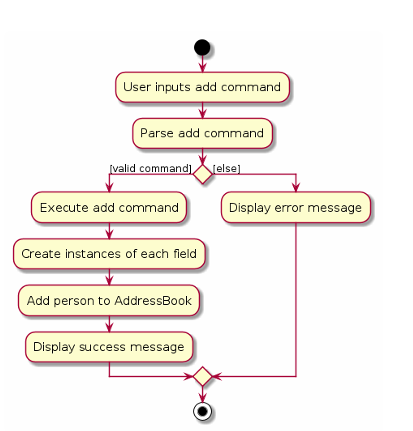 User inputs add command
Parse add command
[valid command]
[else]
Execute add command
Display error message
Create instances of each field
Add person to AddressBook
Display success message